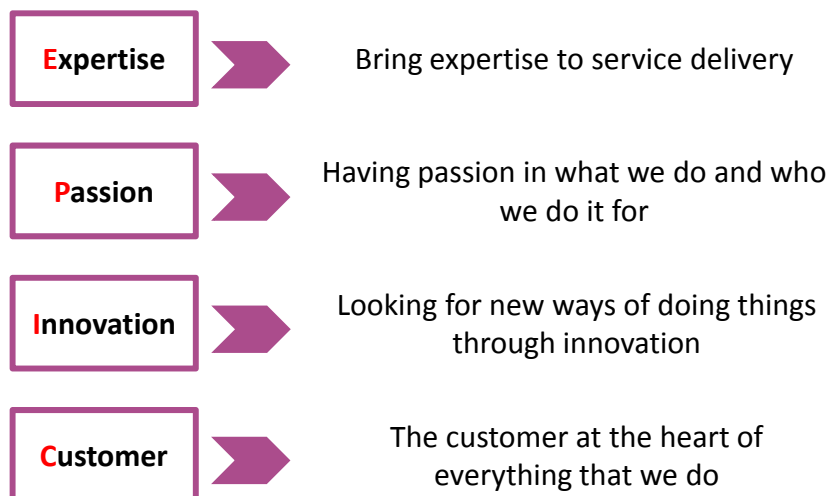 Expertise
Bring expertise to service delivery
Passion
Having passion in what we do and who
we do it for
Innovation
Looking for new ways of doing things
through innovation
Customer
The customer at the heart of
everything that we do